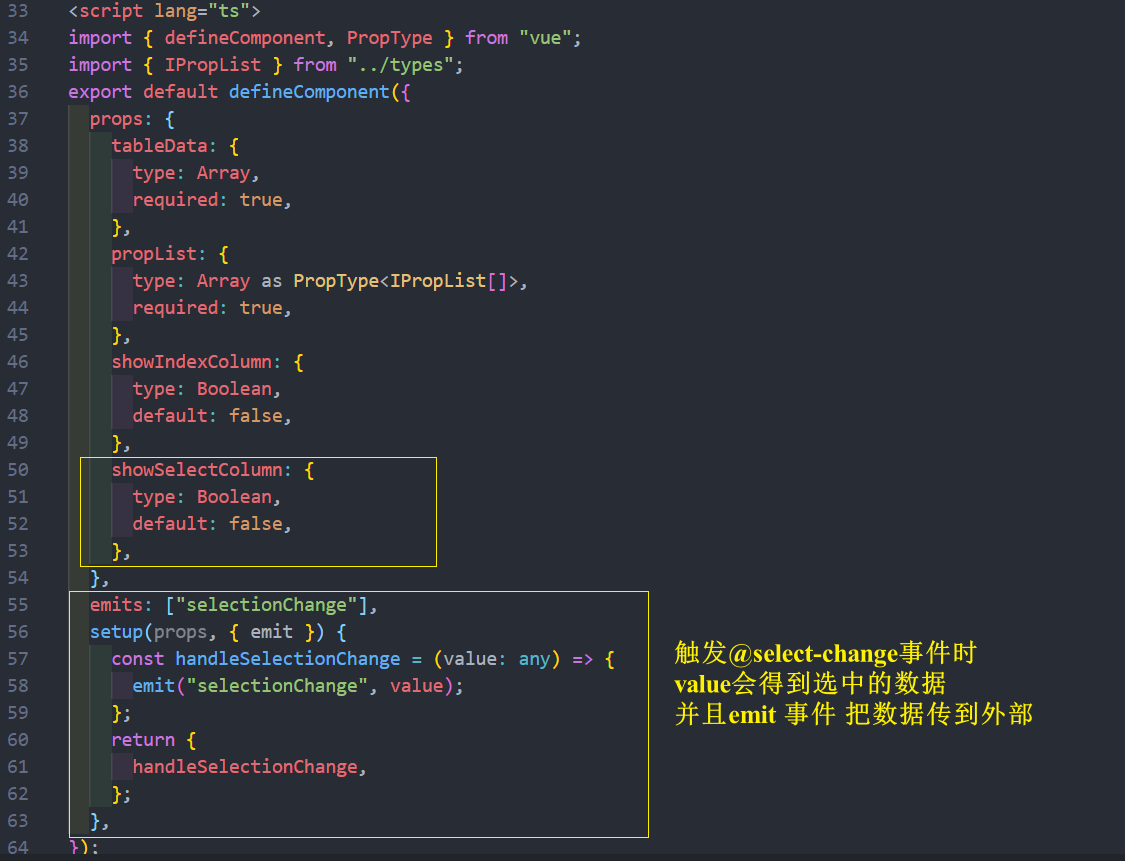 33 <script lang="ts">
34 import { defineComponent, PropType } from "vue";
35 import { IPropList } from "../types";
36 export default defineComponent({
37   props: {
38     tableData: {
39       type: Array,
40       required: true,
41     },
42     propList: {
43       type: Array as PropType<IPropList[]>,
44       required: true,
45     },
46     showIndexColumn: {
47       type: Boolean,
48       default: false,
49     },
50     showSelectColumn: {
51       type: Boolean,
52       default: false,
53     },
54   },
55   emits: ["selectionChange"],
56   setup(props, { emit }) {
57     const handleSelectionChange = (value: any) => {
58       emit("selectionChange", value);
59     };
60     return {
61       handleSelectionChange,
62     };
63   },
64 });
触发@select-change事件时
value会得到选中的数据
并且emit 事件 把数据传到外部